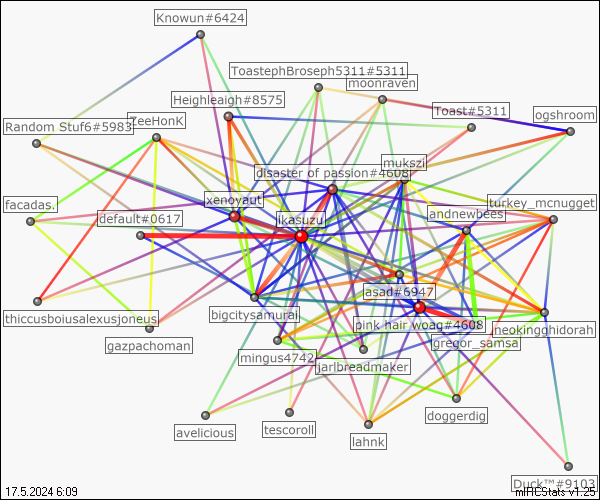 Knowun#6424
ToastephBroseph5311#5311
moonraven
Heighleaigh#8575
Toast#5311
ogshroom
Random Stuf6#5983
ZeeHonK
mukszi
disaster of passion#4608
xenoyaut
facadas.
turkey_mcnugget
default#0617
ikasuzu
andnewbees
jasad#6947
thiccusboiusalexusjoneus
bigcitysamurai
pink hair woag#4608
neokingghidorah
gazpachoman
gregor_samsa
mingus4742
jarlbreadmaker
doggerdig
avelicious
tescoroll
lahnk
Duck™#9103
17.5.2024 6:09
mIRCStats v1.25